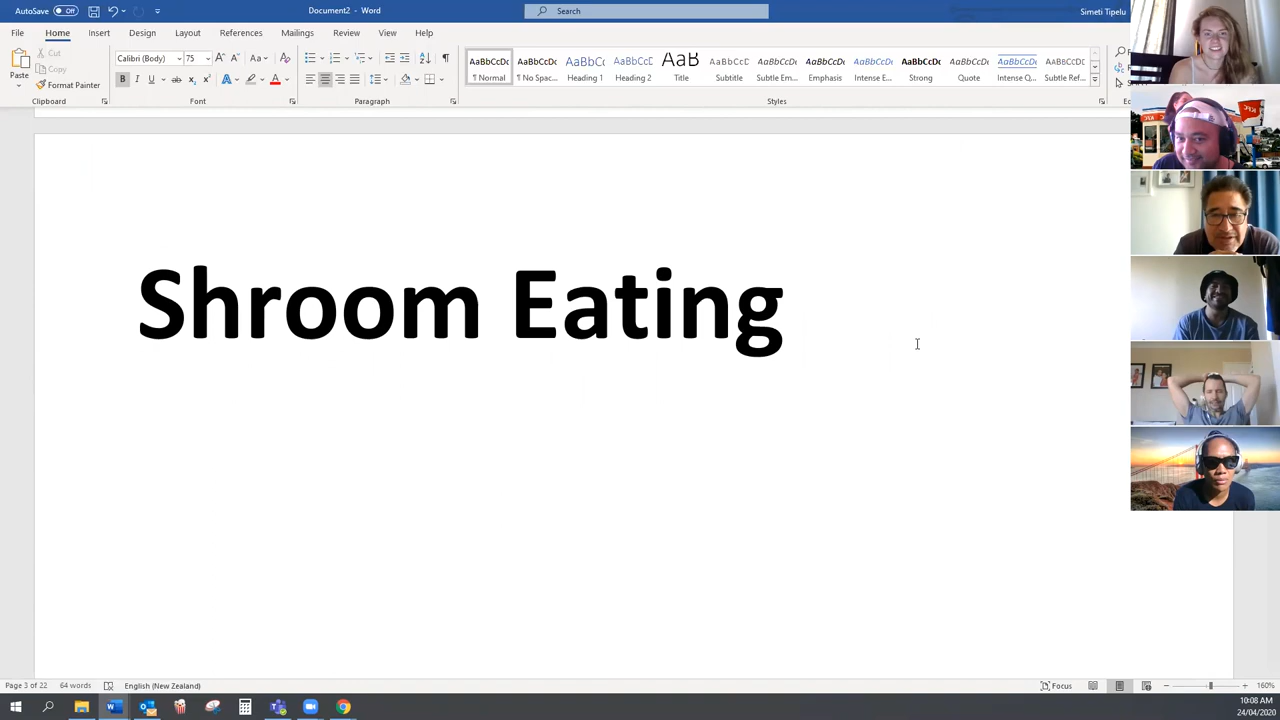 AutoSave Off Document2 - Word Search Simeti Tipelu
File Home Insert Design Layout References Mailings Review View Help
Paste
Cut
Copy
Format Painter
Clipboard
Calibri (Body) 75
Font
Paragraph
AaBbCcDc AaBbCcDc AaBbCc AaBbCcD AaB AaBbCcD AaBbCcDc AaBbCcDc AaBbCcDc AaBbCcDc AaBbCcDc AaBbCcDc AABBCCDC
¶ Normal ¶ No Spac... Heading 1 Heading 2 Title Subtitle Subtle Em... Emphasis Intense E... Strong Quote Intense Q... Subtle Ref...
Styles
KFC
KFC
Shroom Eating
Page 3 of 22 64 words English (New Zealand) Focus 160%
10:08 AM
24/04/2020